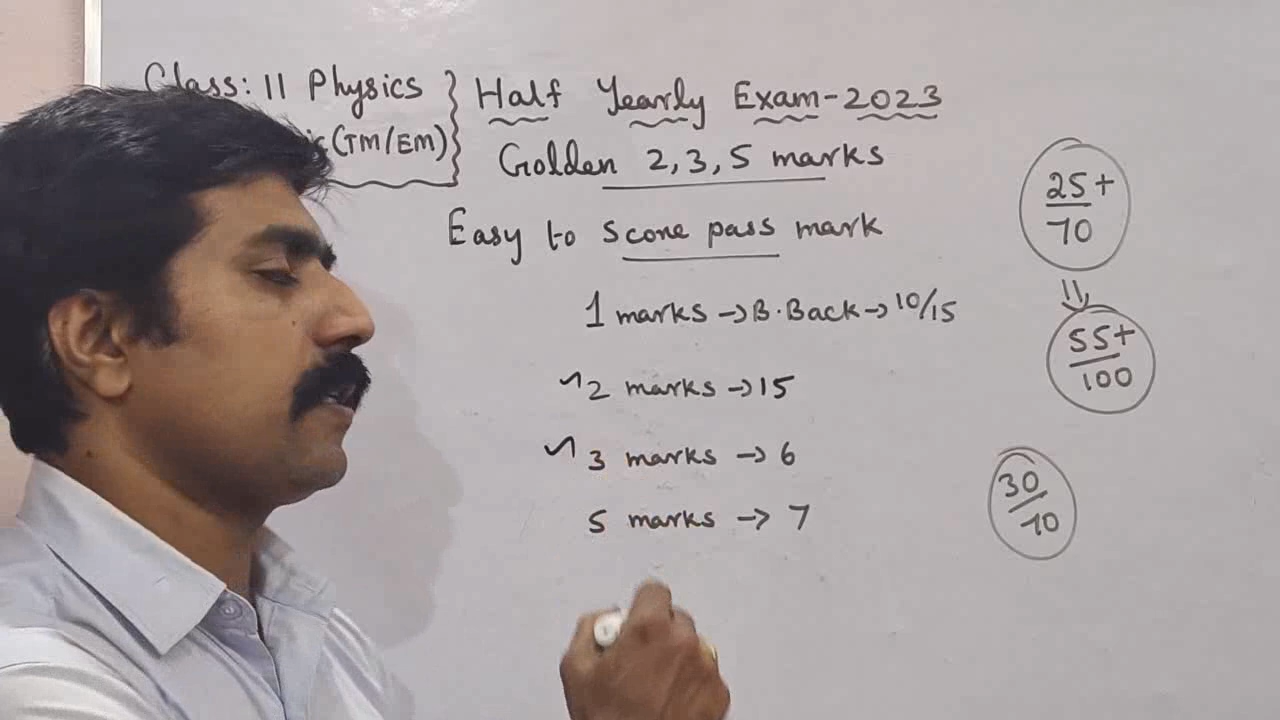 Class: 11 Physics
(TM/EM)
Half Yearly Exam-2023
Golden 2, 3, 5 marks
Easy to score pass mark
1 marks → B.Back → 10/15
2 marks → 15
3 marks → 6
5 marks → 7
25+
70
55+
100
30/70